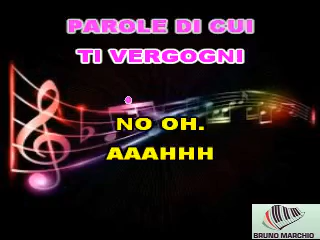 PAROLE DI CUI
TI VERGOGNI
NO OH.
AAAHHH
BRUNO MARCHIO